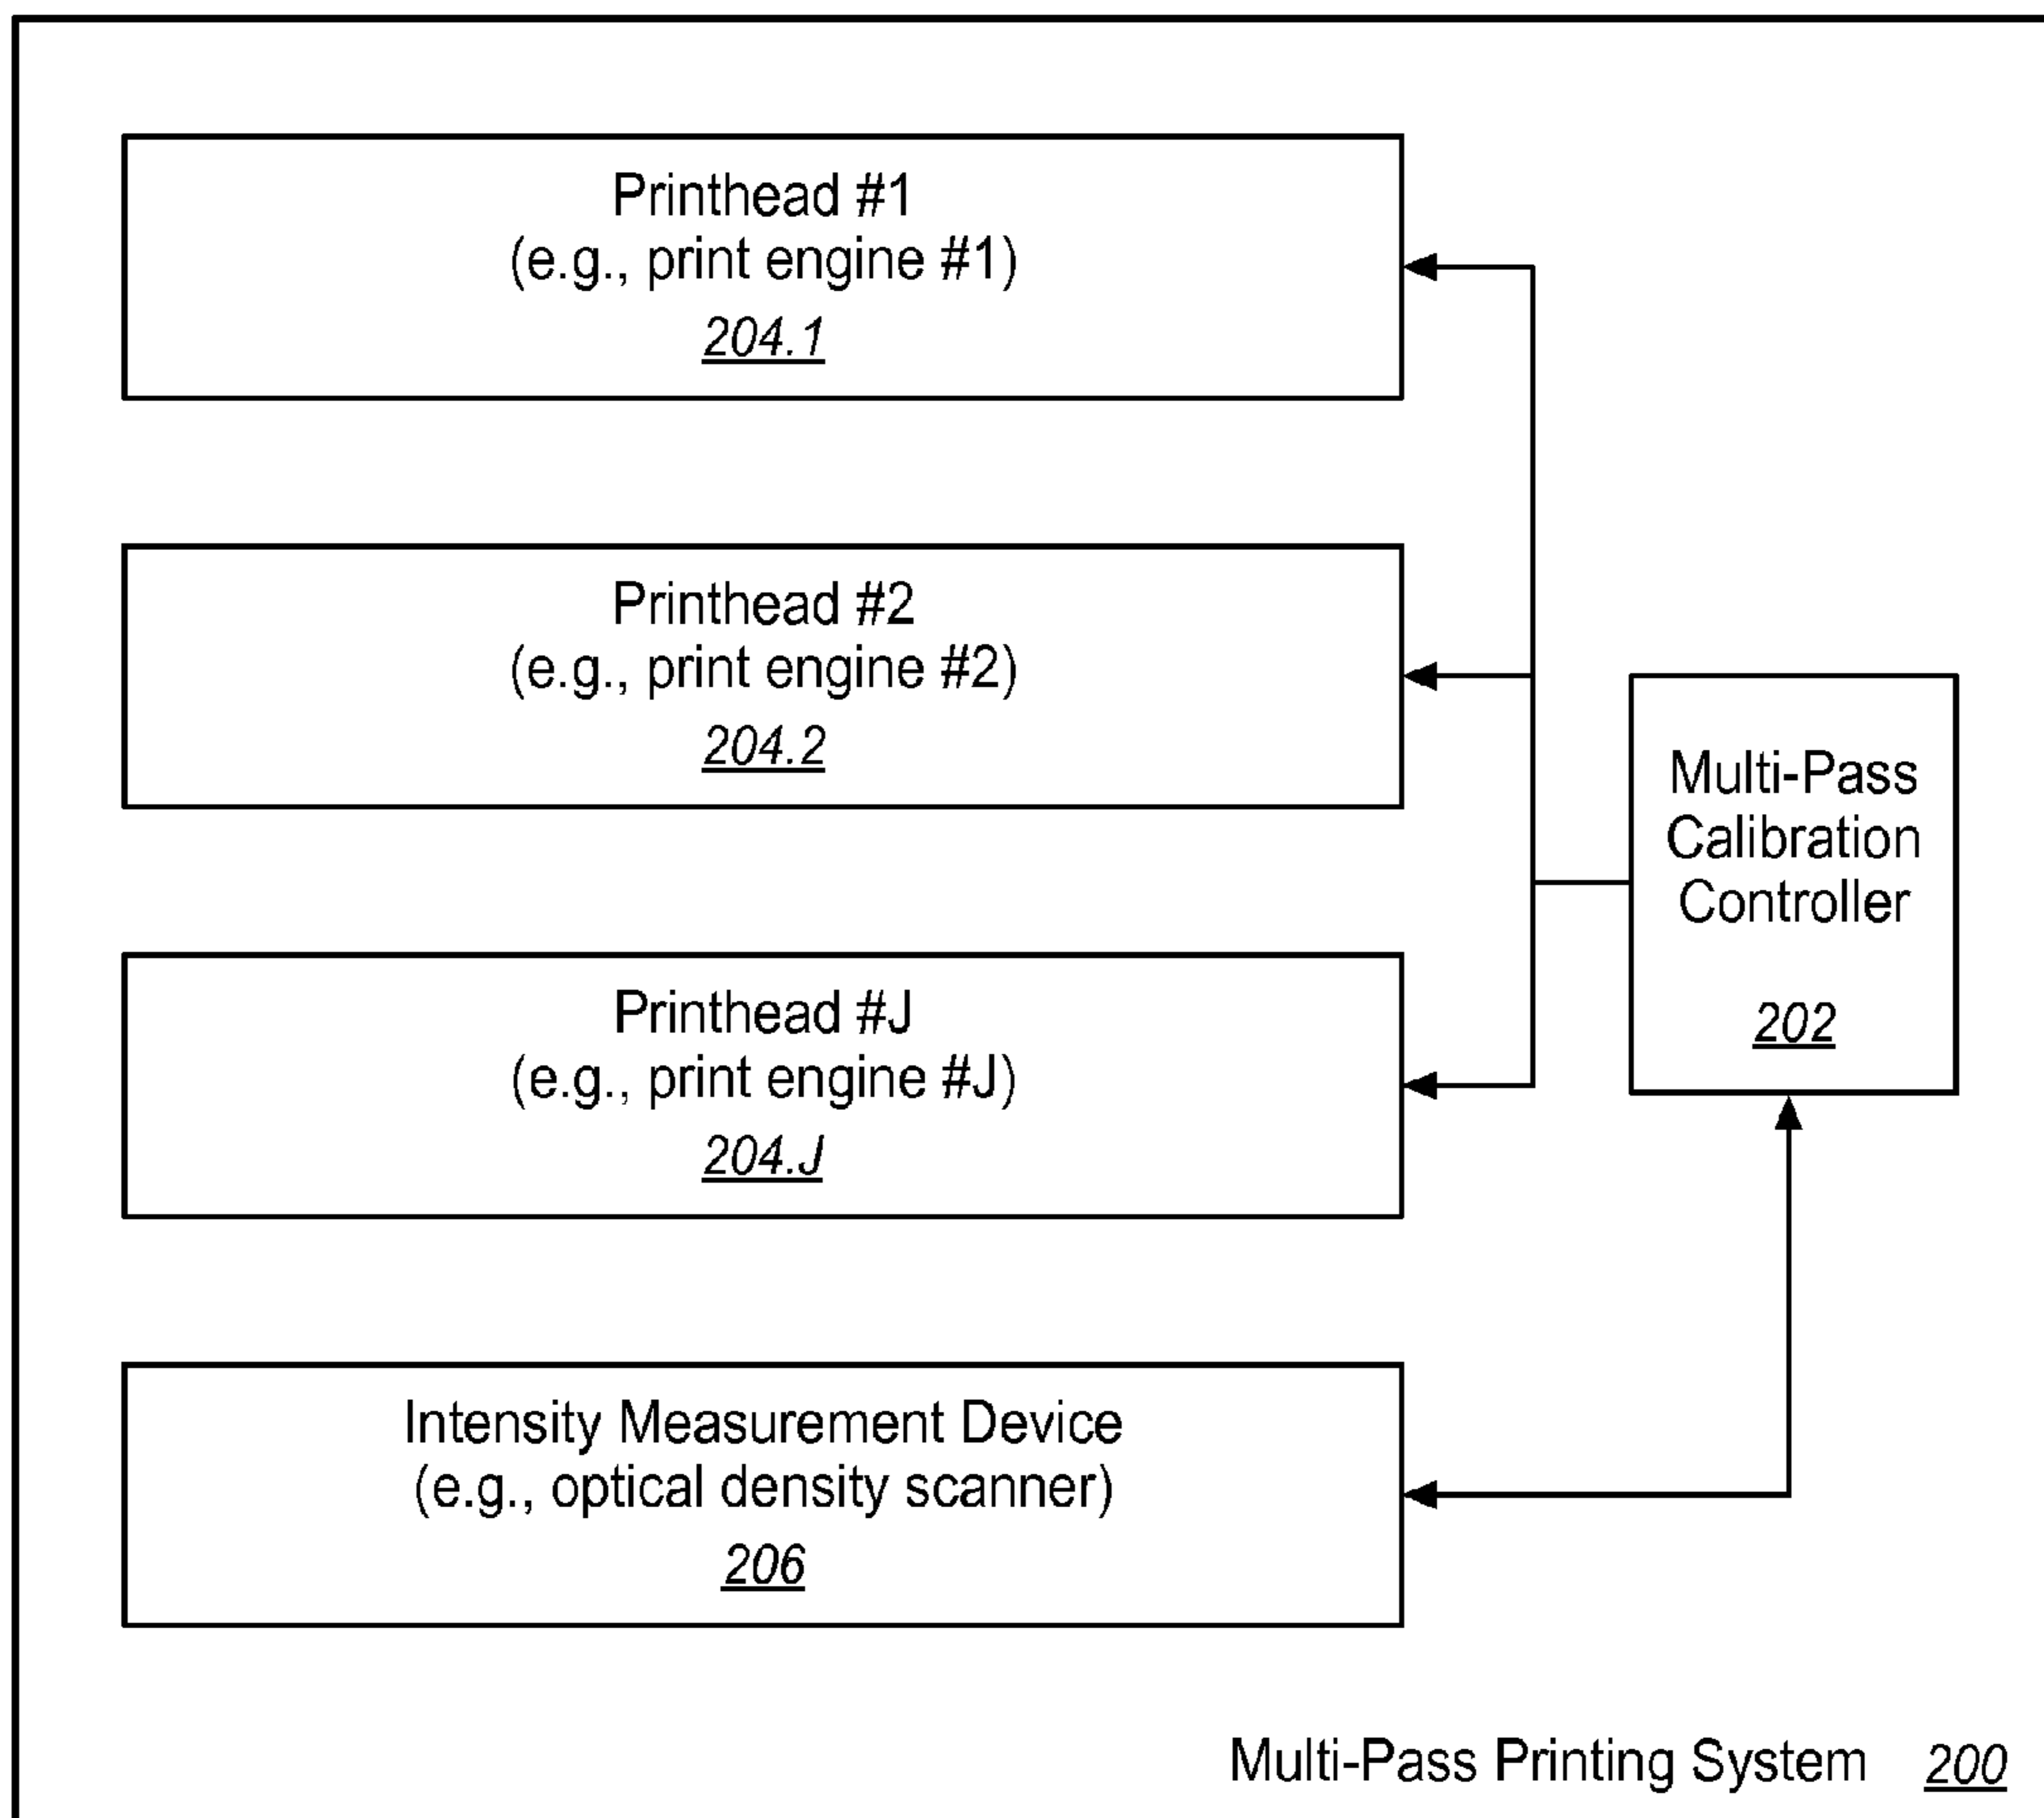 Printhead #1
(e.g., print engine #1)
204.1
Printhead #2
(e.g., print engine #2)
204.2
Multi-Pass
Calibration
Controller
202
Printhead #J
(e.g., print engine #J)
204.J
Intensity Measurement Device
(e.g., optical density scanner)
206
Multi-Pass Printing System 200